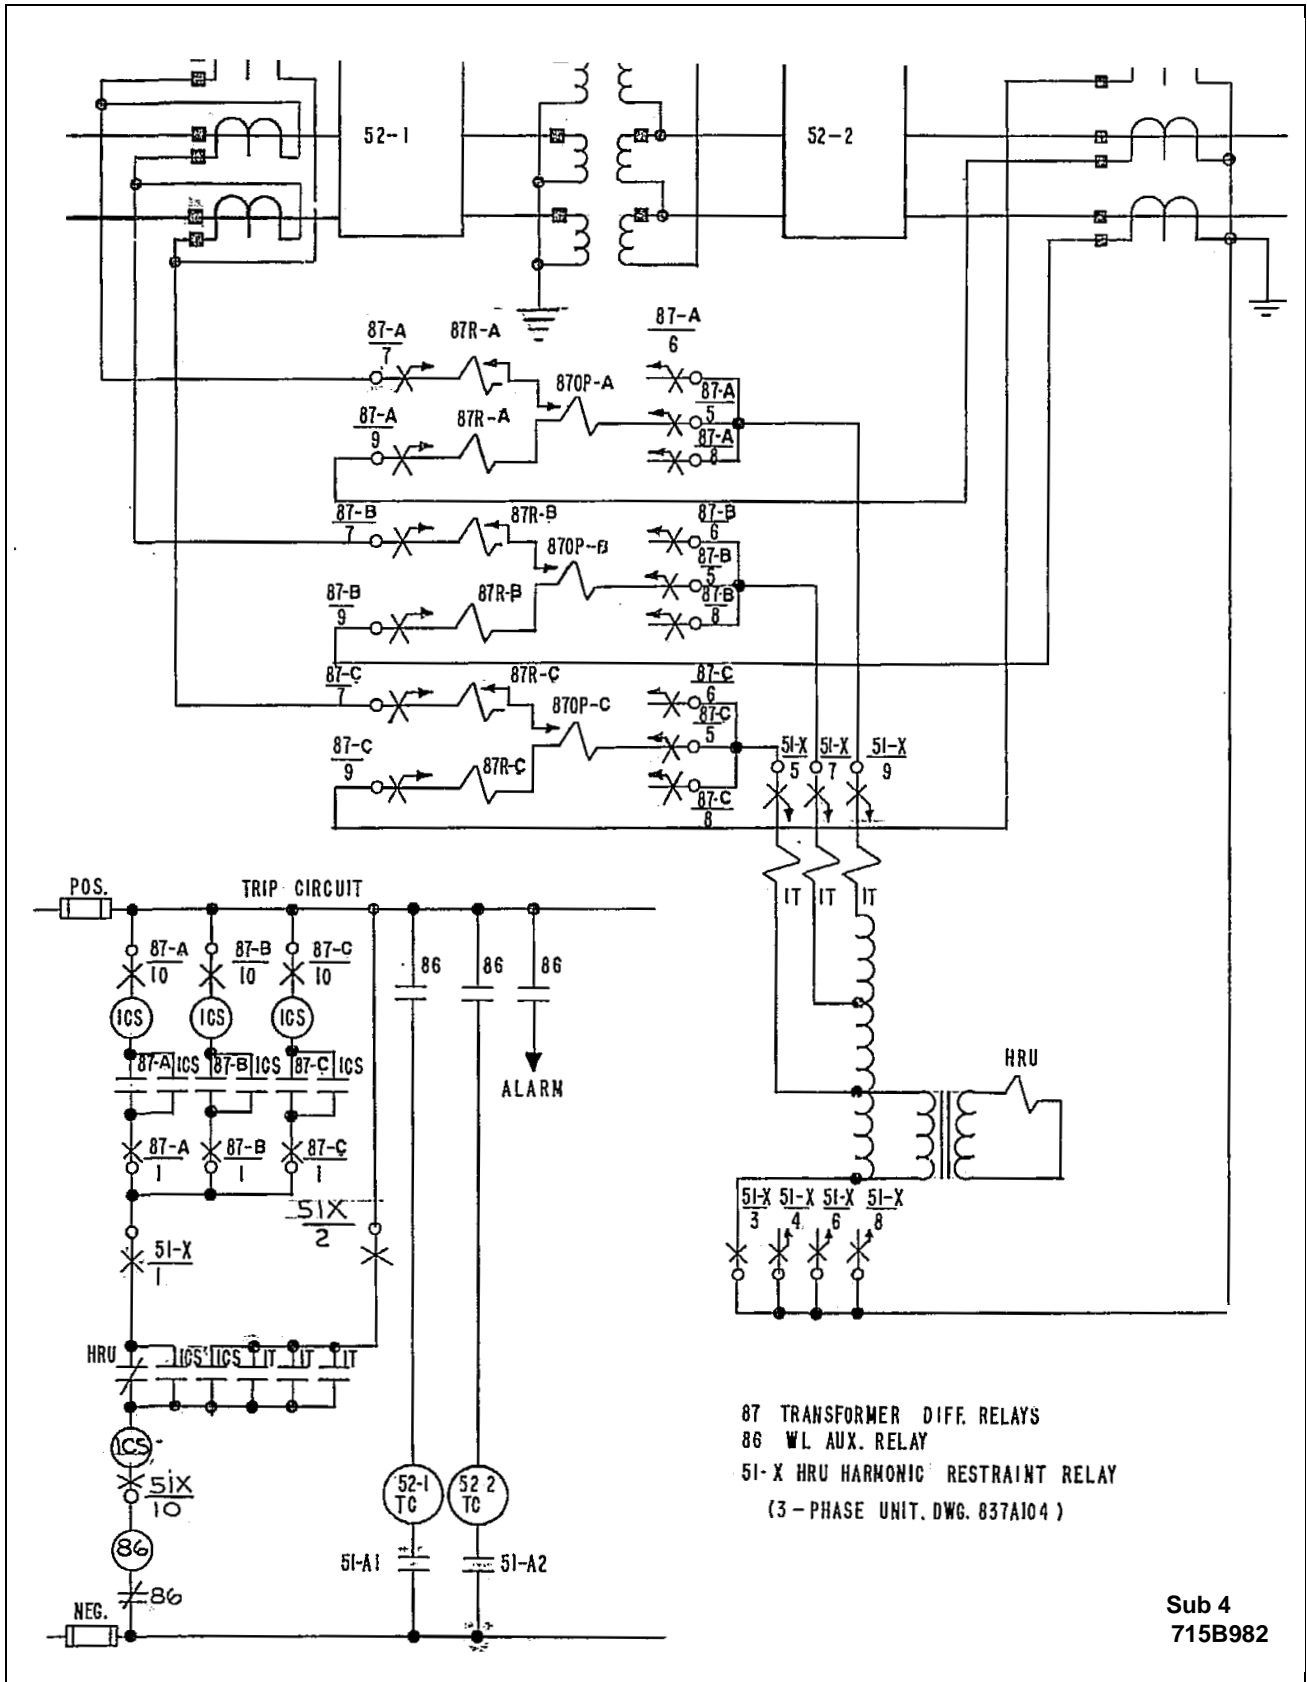 52-1
52-2
87-A
7
87R-A
87-A
6
87OP-A
87-A
5
87-A
9
87R-A
87-A
8
87-B
7
87R-B
87-B
6
87OP-B
87-B
5
87-B
9
87R-B
87-B
8
87-C
7
87R-C
87-C
6
87OP-C
87-C
5
87-C
9
87R-C
87-C
8
51-X
5
51-X
7
51-X
9
IT
IT
IT
POS.
TRIP CIRCUIT
87-A
10
87-B
10
87-C
10
86
86
86
ICS
ICS
ICS
87-A
ICS
87-B
ICS
87-C
ICS
ALARM
HRU
87-A
1
87-B
1
87-C
1
51X
2
51-X
1
51-X
3
51-X
4
51-X
6
51-X
8
HRU
ICS
ICS
IT
IT
IT
ICS
51X
10
86
86
52-1
TC
52 2
TC
51-A1
51-A2
NEG.
87 TRANSFORMER DIFF. RELAYS
86 WL AUX. RELAY
51-X HRU HARMONIC RESTRAINT RELAY
(3-PHASE UNIT. DWG. 837A104)
Sub 4
715B982